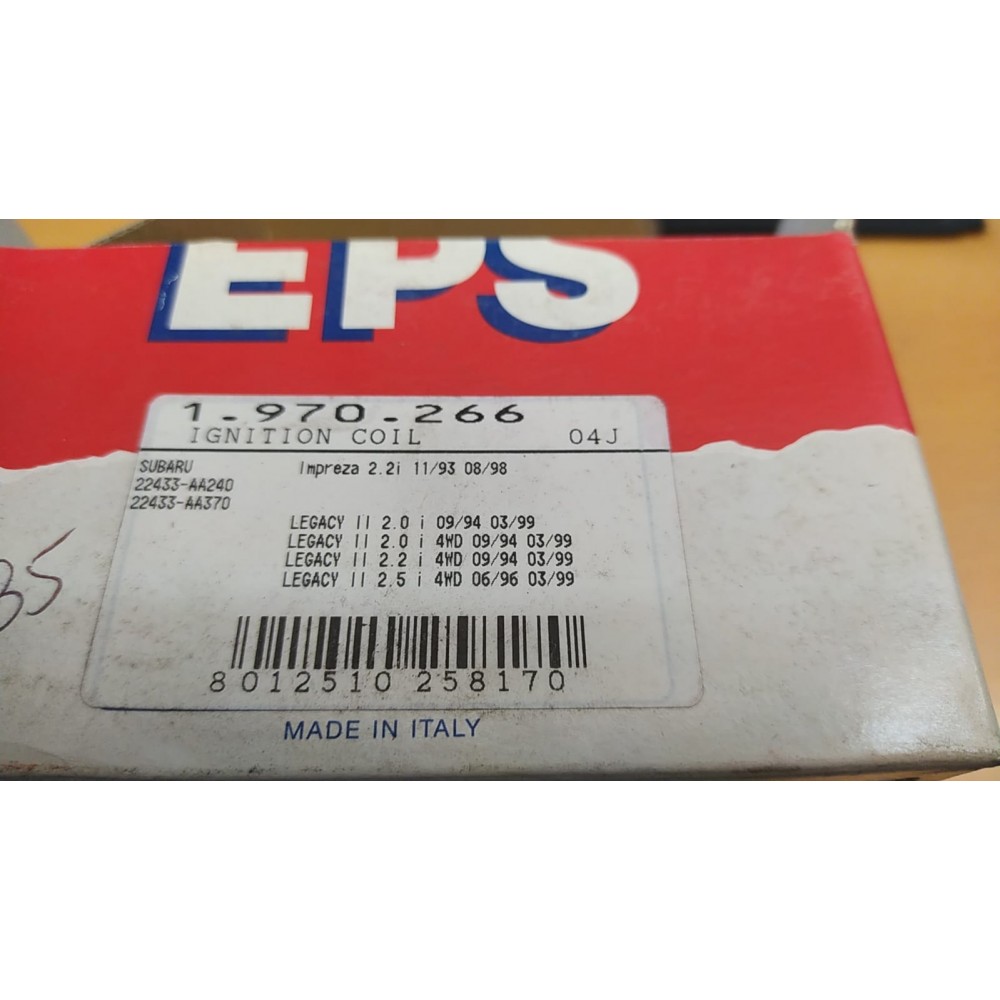 EPS
1.970.266
IGNITION COIL 04J
SUBARU Impreza 2.2i 11/93 08/98
22433-AA240
22433-AA370
LEGACY II 2.0 i 09/94 03/99
LEGACY II 2.0 i 4WD 09/94 03/99
LEGACY II 2.2 i 4WD 09/94 03/99
LEGACY II 2.5 i 4WD 06/96 03/99
35
8 012510 258170
MADE IN ITALY